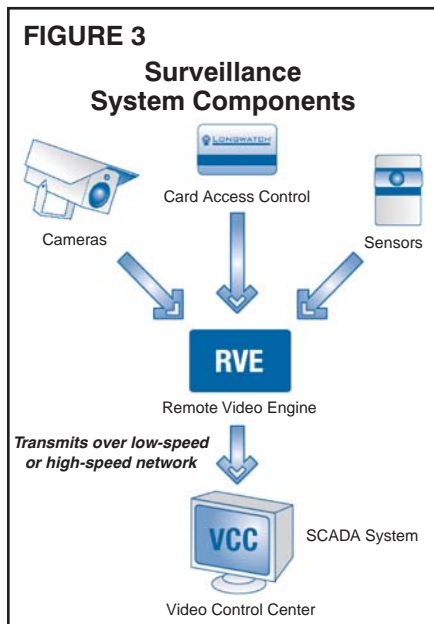 FIGURE 3
Surveillance
System Components
LONGWATCH
Card Access Control
Cameras
Sensors
RVE
Remote Video Engine
Transmits over low-speed
or high-speed network
VCC
SCADA System
Video Control Center